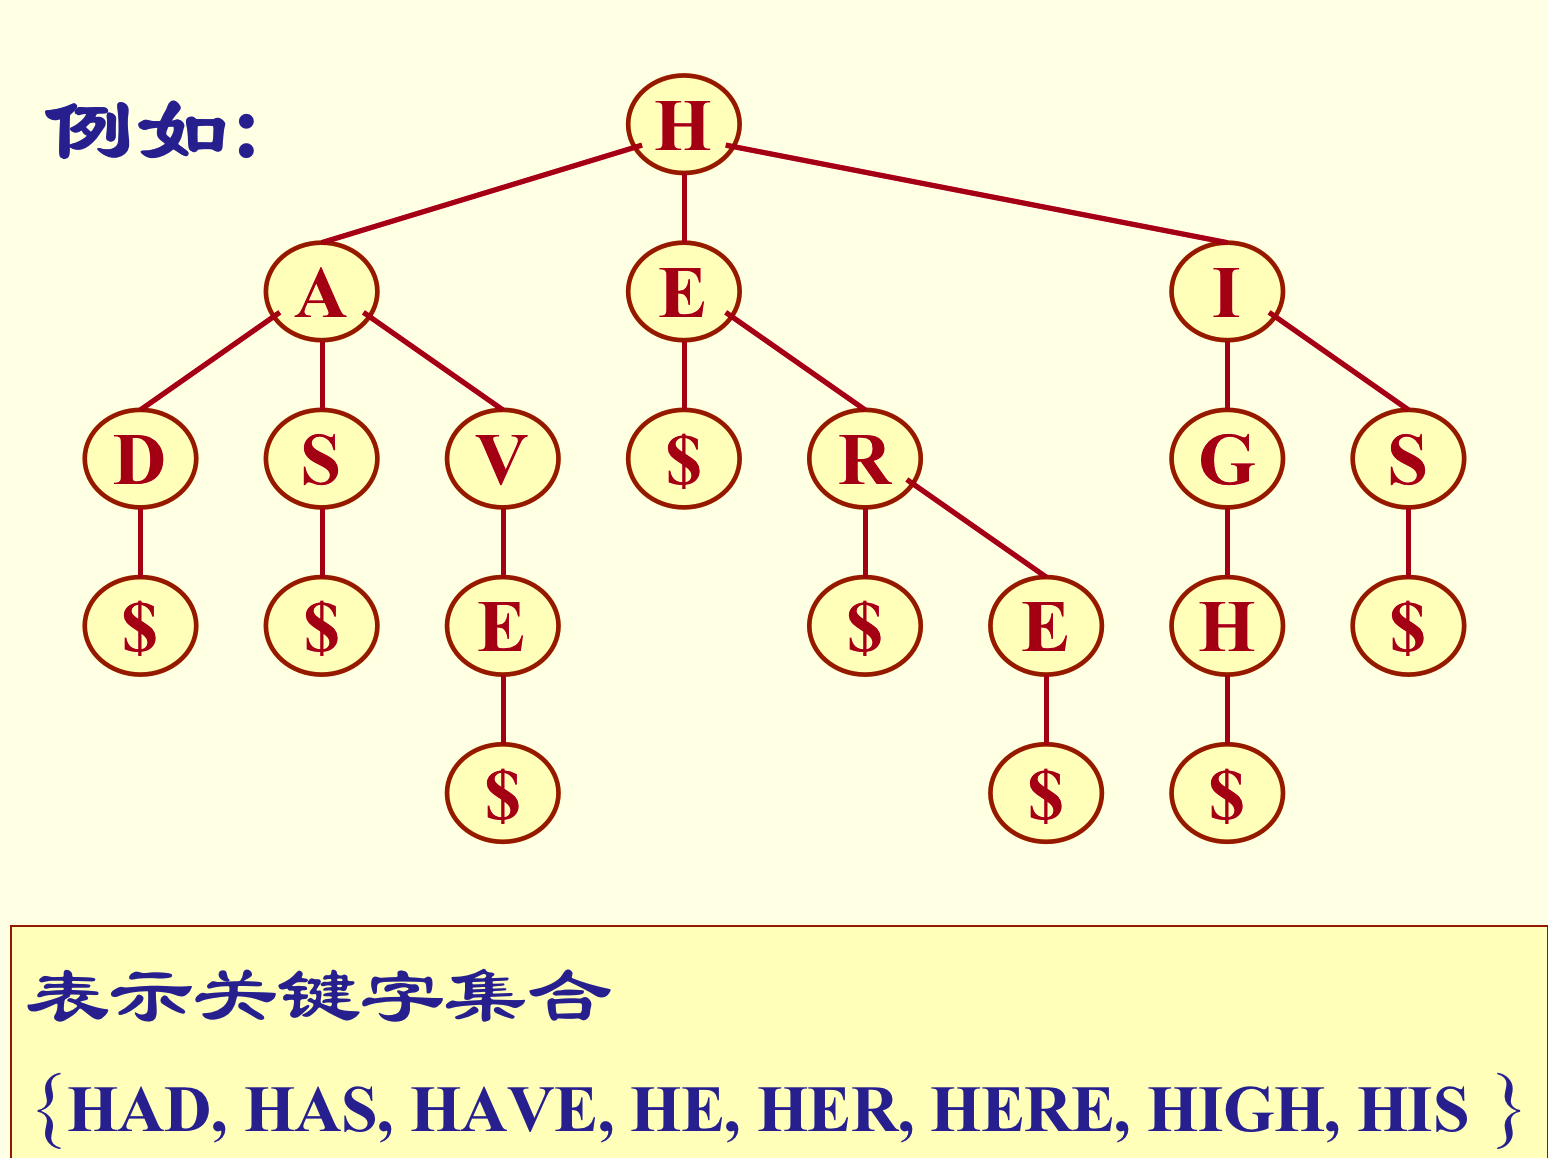 例如:
H
A E I
D S V $ R G S
$ $ E $ E H $
$ $ $
表示关键字集合
{HAD, HAS, HAVE, HE, HER, HERE, HIGH, HIS }